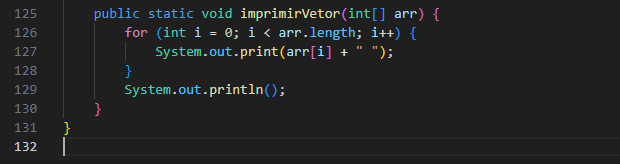 125 public static void imprimirVetor(int[] arr) {
126 for (int i = 0; i < arr.length; i++) {
127 System.out.print(arr[i] + " ");
128 }
129 System.out.println();
130 }
131 }
132